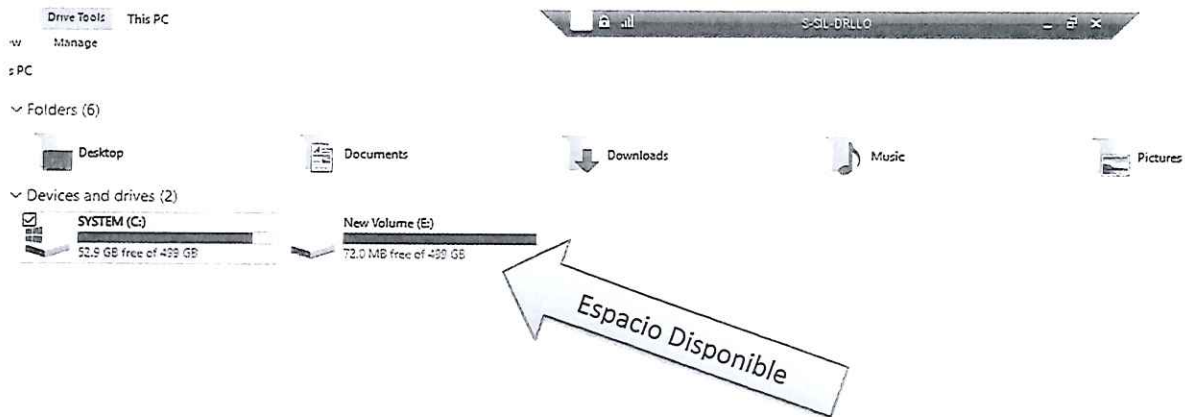 Drive Tools This PC
S-SIL-DRLLO
Manage
PC
Folders (6)
Desktop
Documents
Downloads
Music
Pictures
Devices and drives (2)
SYSTEM (C:)
New Volume (E:)
52.9 GB free of 499 GB
72.0 MB free of 499 GB
Espacio Disponible